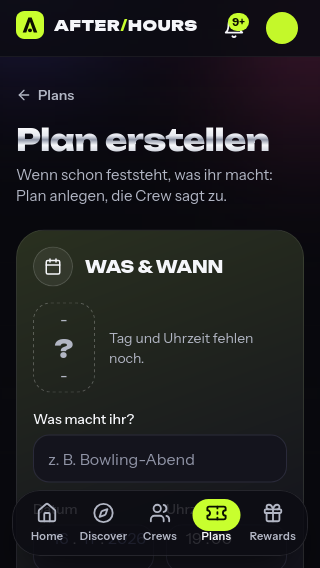 AFTER/HOURS
9+
Plans
Plan erstellen
Wenn schon feststeht, was ihr macht:
Plan anlegen, die Crew sagt zu.
WAS & WANN
–
?
–
Tag und Uhrzeit fehlen
noch.
Was macht ihr?
z. B. Bowling-Abend
Datum
Home Discover Crews Plans Rewards